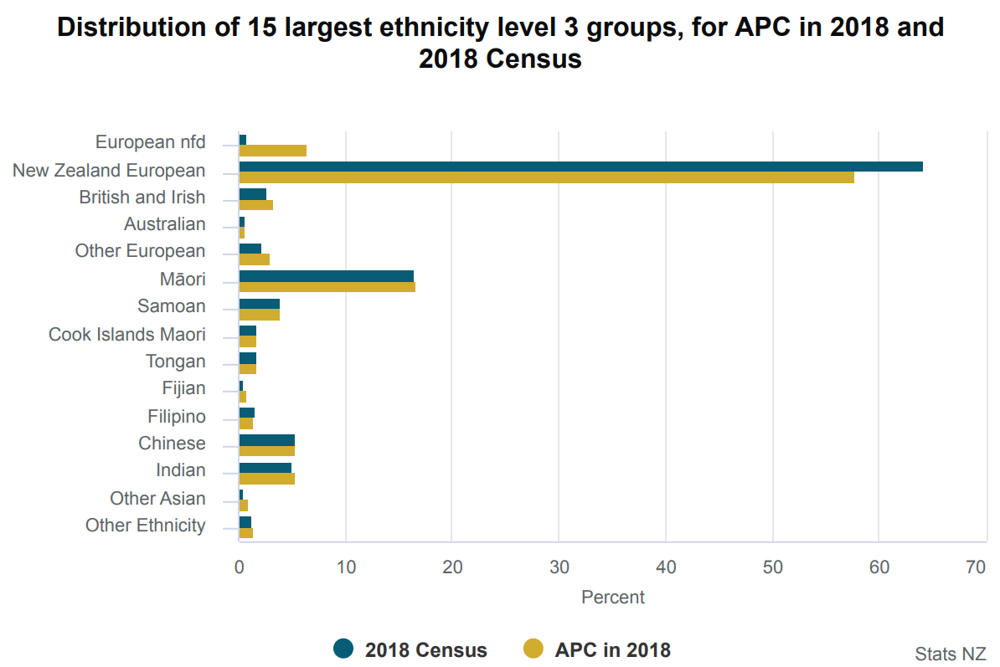 Distribution of 15 largest ethnicity level 3 groups, for APC in 2018 and
2018 Census
European nfd
New Zealand European
British and Irish
Australian
Other European
Māori
Samoan
Cook Islands Maori
Tongan
Fijian
Filipino
Chinese
Indian
Other Asian
Other Ethnicity
0 10 20 30 40 50 60 70
Percent
2018 Census APC in 2018
Stats NZ